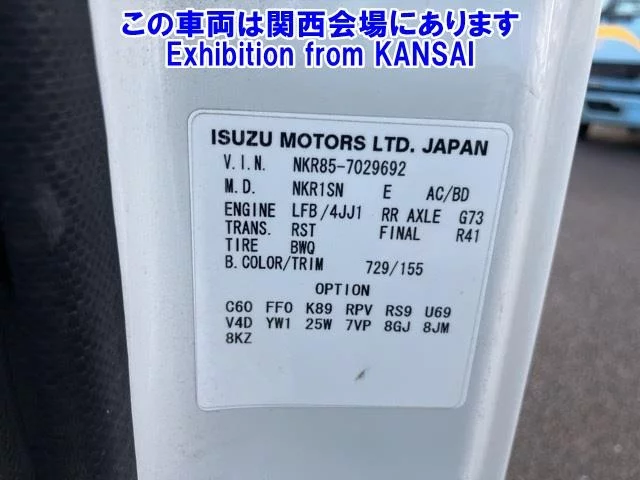 この車両は関西会場にあります
Exhibition from KANSAI
ISUZU MOTORS LTD. JAPAN
V.I.N. NKR85-7029692
M.D. NKR1SN E AC/BD
ENGINE LFB/4JJ1 RR AXLE G73
TRANS. RST FINAL R41
TIRE BWQ
B.COLOR/TRIM 729/155
OPTION
C60 FF0 K89 RPV RS9 U69
V4D YW1 25W 7VP 8GJ 8JM
8KZ